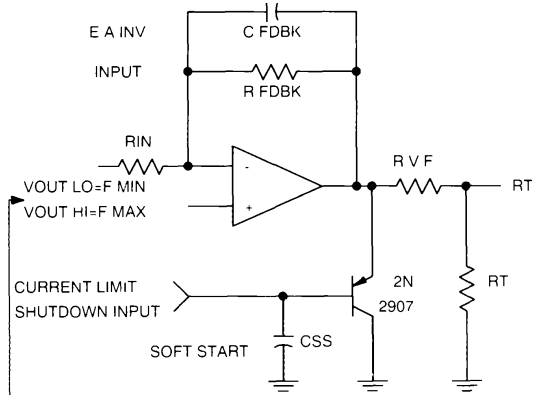 E A INV
C FDBK
INPUT
R FDBK
RIN
-
+
VOUT LO=F MIN
VOUT HI=F MAX
R V F
RT
CURRENT LIMIT
SHUTDOWN INPUT
2N
2907
RT
SOFT START
CSS